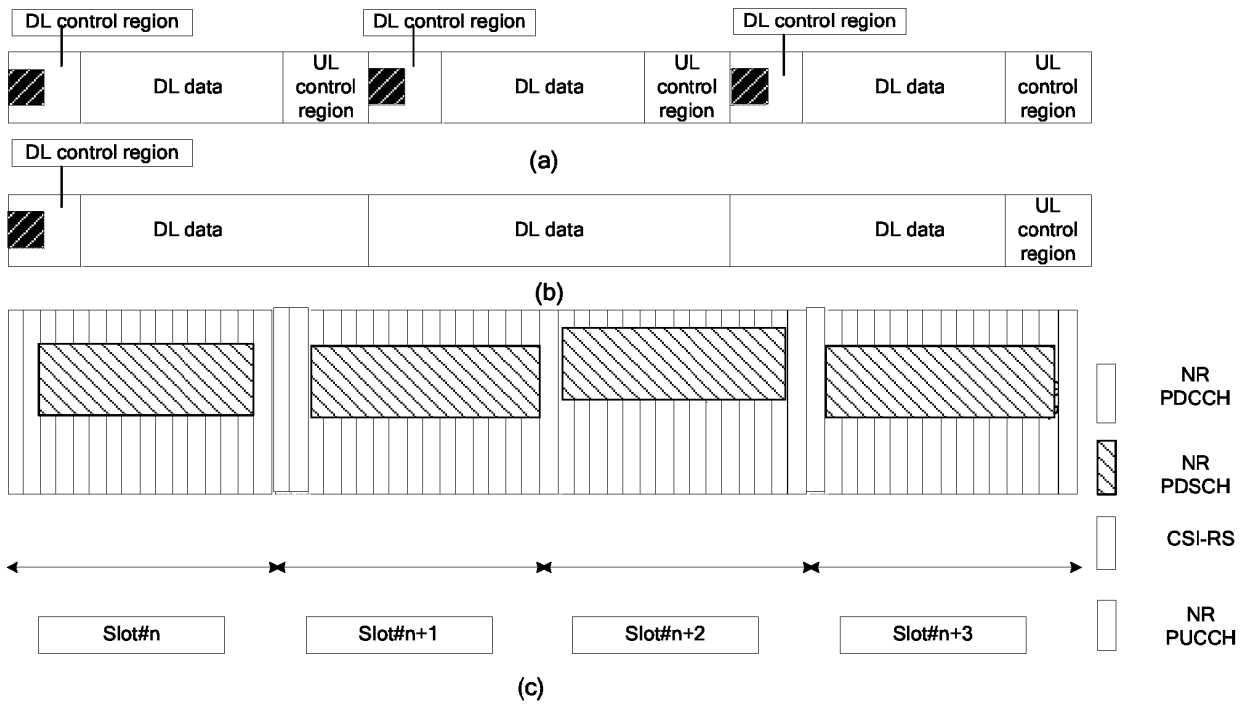 DL control region
DL control region
DL control region
DL data
UL
control
region
DL data
UL
control
region
DL data
UL
control
region
(a)
DL control region
DL data
DL data
DL data
UL
control
region
(b)
NR
PDCCH
NR
PDSCH
CSI-RS
NR
PUCCH
Slot#n
Slot#n+1
Slot#n+2
Slot#n+3
(c)